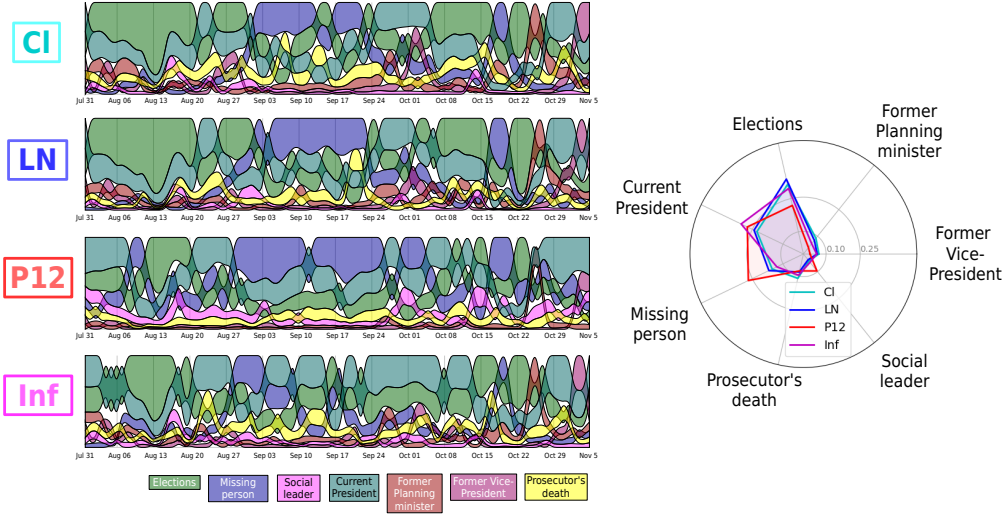 Cl
Jul 31 Aug 06 Aug 13 Aug 20 Aug 27 Sep 03 Sep 10 Sep 17 Sep 24 Oct 01 Oct 08 Oct 15 Oct 22 Oct 29 Nov 5
LN
Jul 31 Aug 06 Aug 13 Aug 20 Aug 27 Sep 03 Sep 10 Sep 17 Sep 24 Oct 01 Oct 08 Oct 15 Oct 22 Oct 29 Nov 5
P12
Jul 31 Aug 06 Aug 13 Aug 20 Aug 27 Sep 03 Sep 10 Sep 17 Sep 24 Oct 01 Oct 08 Oct 15 Oct 22 Oct 29 Nov 5
Inf
Jul 31 Aug 06 Aug 13 Aug 20 Aug 27 Sep 03 Sep 10 Sep 17 Sep 24 Oct 01 Oct 08 Oct 15 Oct 22 Oct 29 Nov 5
Elections
Missing
person
Social
leader
Current
President
Former
Planning
minister
Former Vice-
President
Prosecutor's
death
Elections
Former
Planning
minister
Current
President
Former
Vice-
President
0.10 0.25
Missing
person
Social
leader
Prosecutor's
death
Cl
LN
P12
Inf